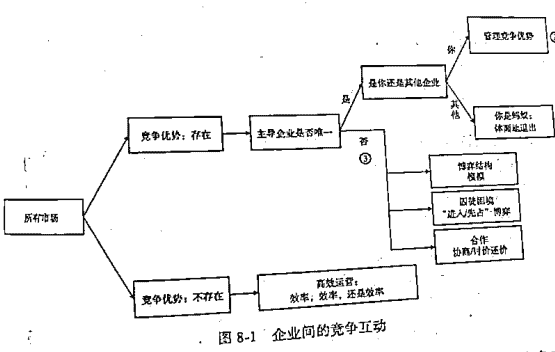 你
管理竞争优势
是你还是其他企业
是
其他
你是蚂蚁：
体面地退出
竞争优势：存在
主导企业是否唯一
否
③
博弈结构
模拟
囚徒困境
“进入/先占”博弈
所有市场
合作
协商/讨价还价
竞争优势：不存在
高效运营：
效率，效率，还是效率
图 8-1 企业间的竞争互动